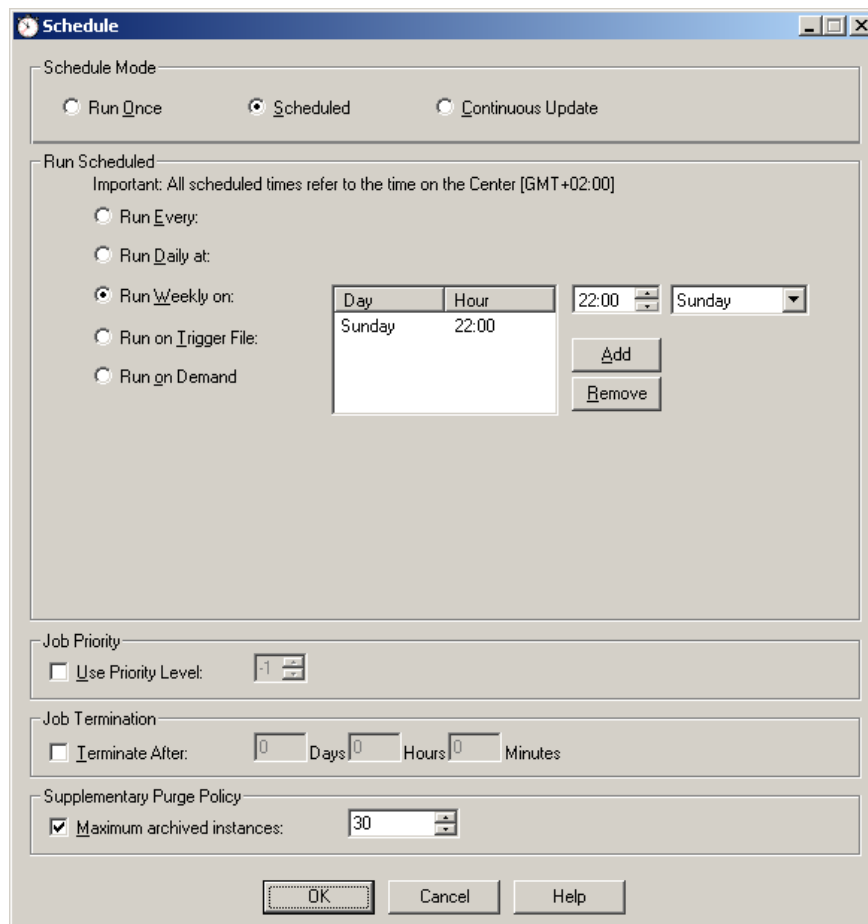 Schedule
Schedule Mode
Run Once
Scheduled
Continuous Update
Run Scheduled
Important: All scheduled times refer to the time on the Center [GMT+02:00]
Run Every:
Run Daily at:
Run Weekly on:
Day Hour
Sunday 22:00
22:00
Sunday
Run on Trigger File:
Add
Run on Demand
Remove
Job Priority
Use Priority Level:
-1
Job Termination
Terminate After:
0 Days 0 Hours 0 Minutes
Supplementary Purge Policy
Maximum archived instances:
30
OK
Cancel
Help